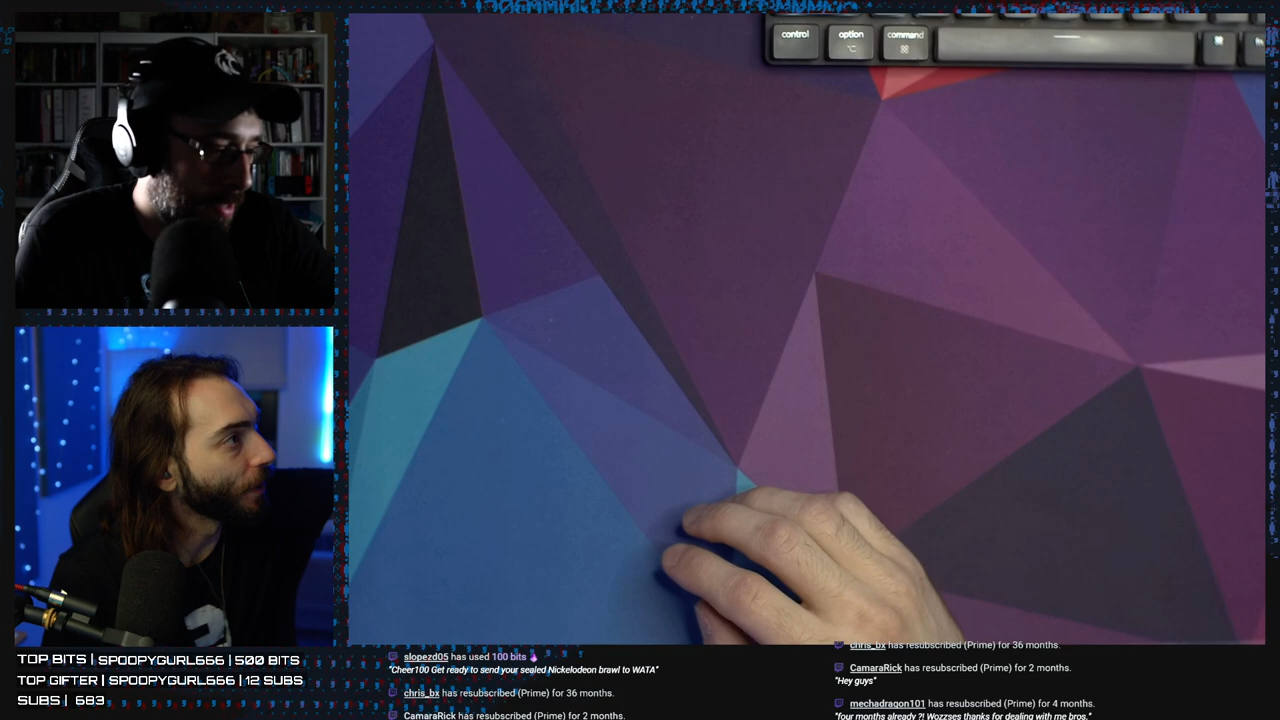 control
option
command
TOP BITS | SPOOPYGURL666 | 500 BITS
TOP GIFTER | SPOOPYGURL666 | 12 SUBS
SUBS | 683
slopezd05 has used 100 bits
"Cheer100 Get ready to send your sealed Nickelodeon brawl to WATA"
chris_bx has resubscribed (Prime) for 36 months.
CamaraRick has resubscribed (Prime) for 2 months.
chris_bx has resubscribed (Prime) for 36 months.
CamaraRick has resubscribed (Prime) for 2 months.
"Hey guys"
mechadragon101 has resubscribed (Prime) for 4 months.
"four months already ?! Wozzses thanks for dealing with me bros."